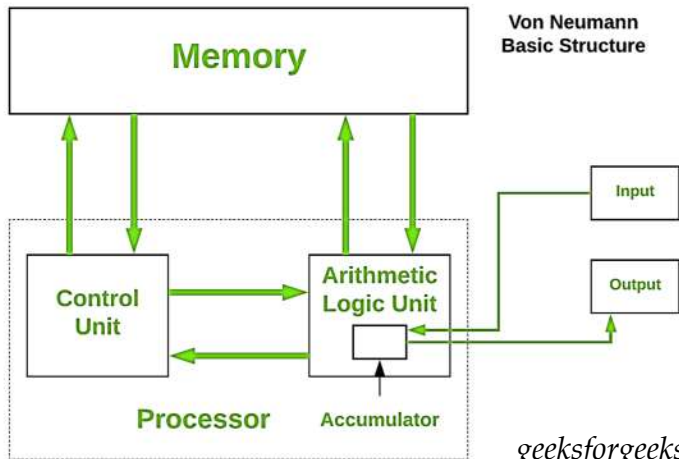 Von Neumann
Basic Structure
Memory
Input
Control
Unit
Arithmetic
Logic Unit
Output
Processor
Accumulator
geeksforgeeks